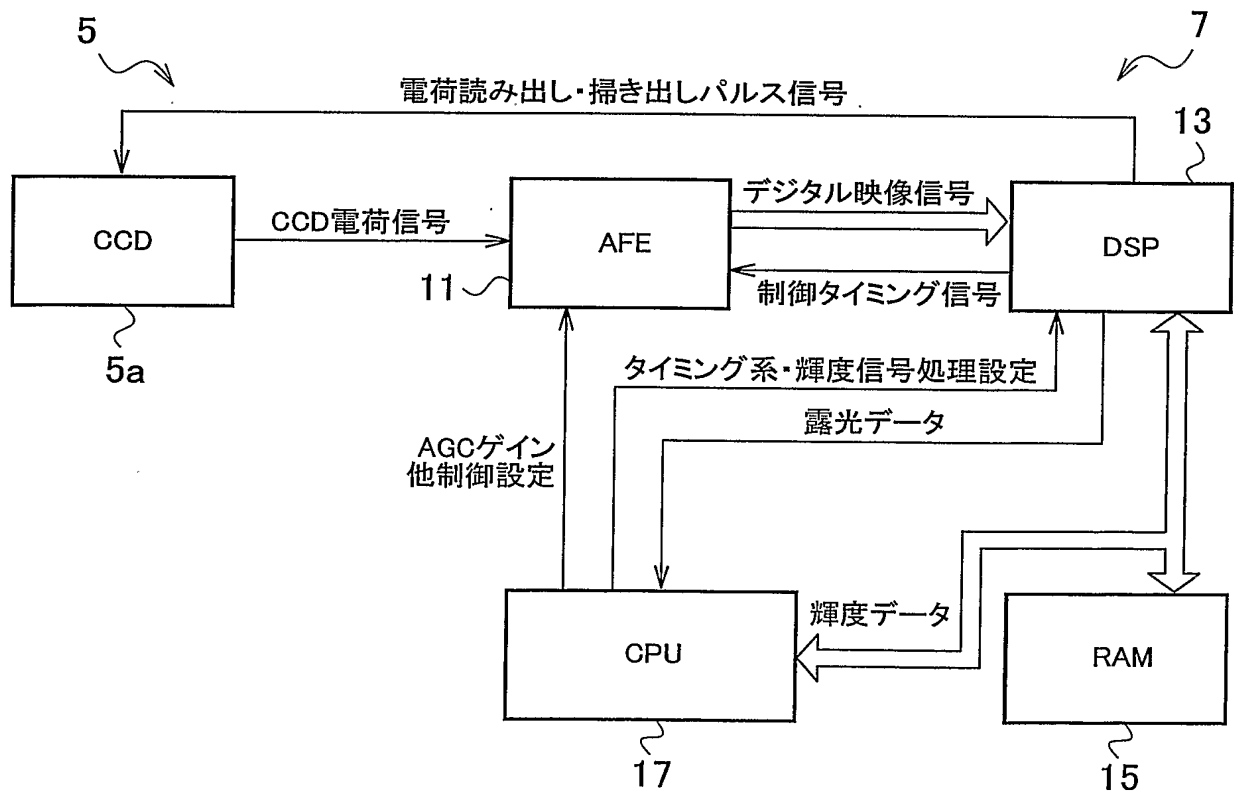 5
7
電荷読み出し・掃き出しパルス信号
13
CCD
CCD電荷信号
AFE
デジタル映像信号
DSP
11
制御タイミング信号
5a
タイミング系・輝度信号処理設定
露光データ
AGCゲイン
他制御設定
輝度データ
CPU
RAM
17
15